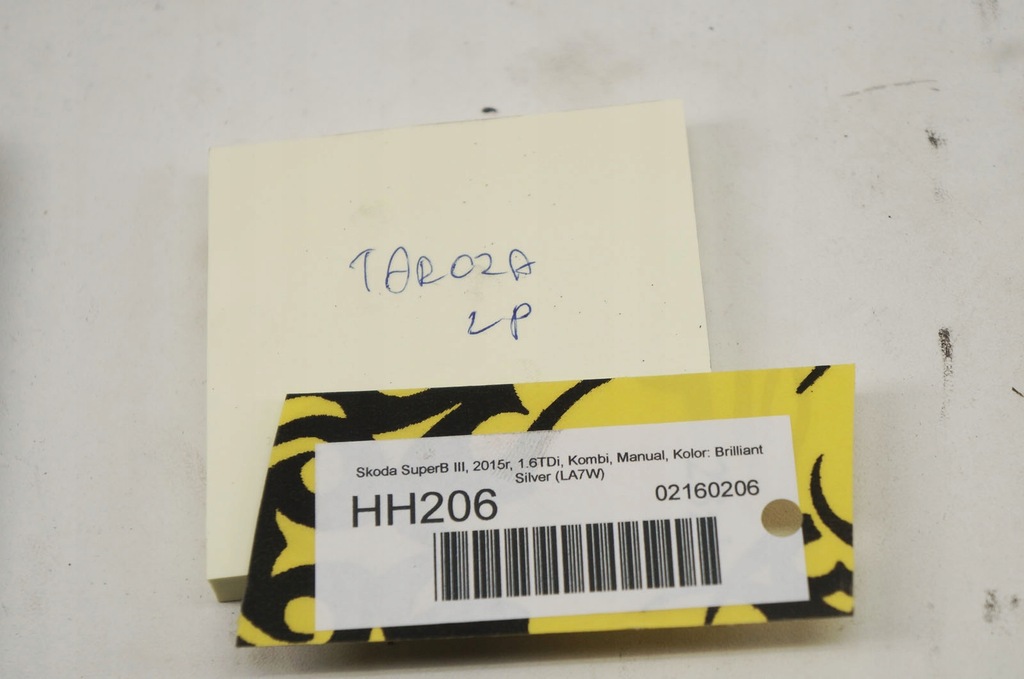 TARCZA
LP
Skoda SuperB III, 2015r, 1.6TDi, Kombi, Manual, Kolor: Brilliant
Silver (LA7W)
HH206
02160206